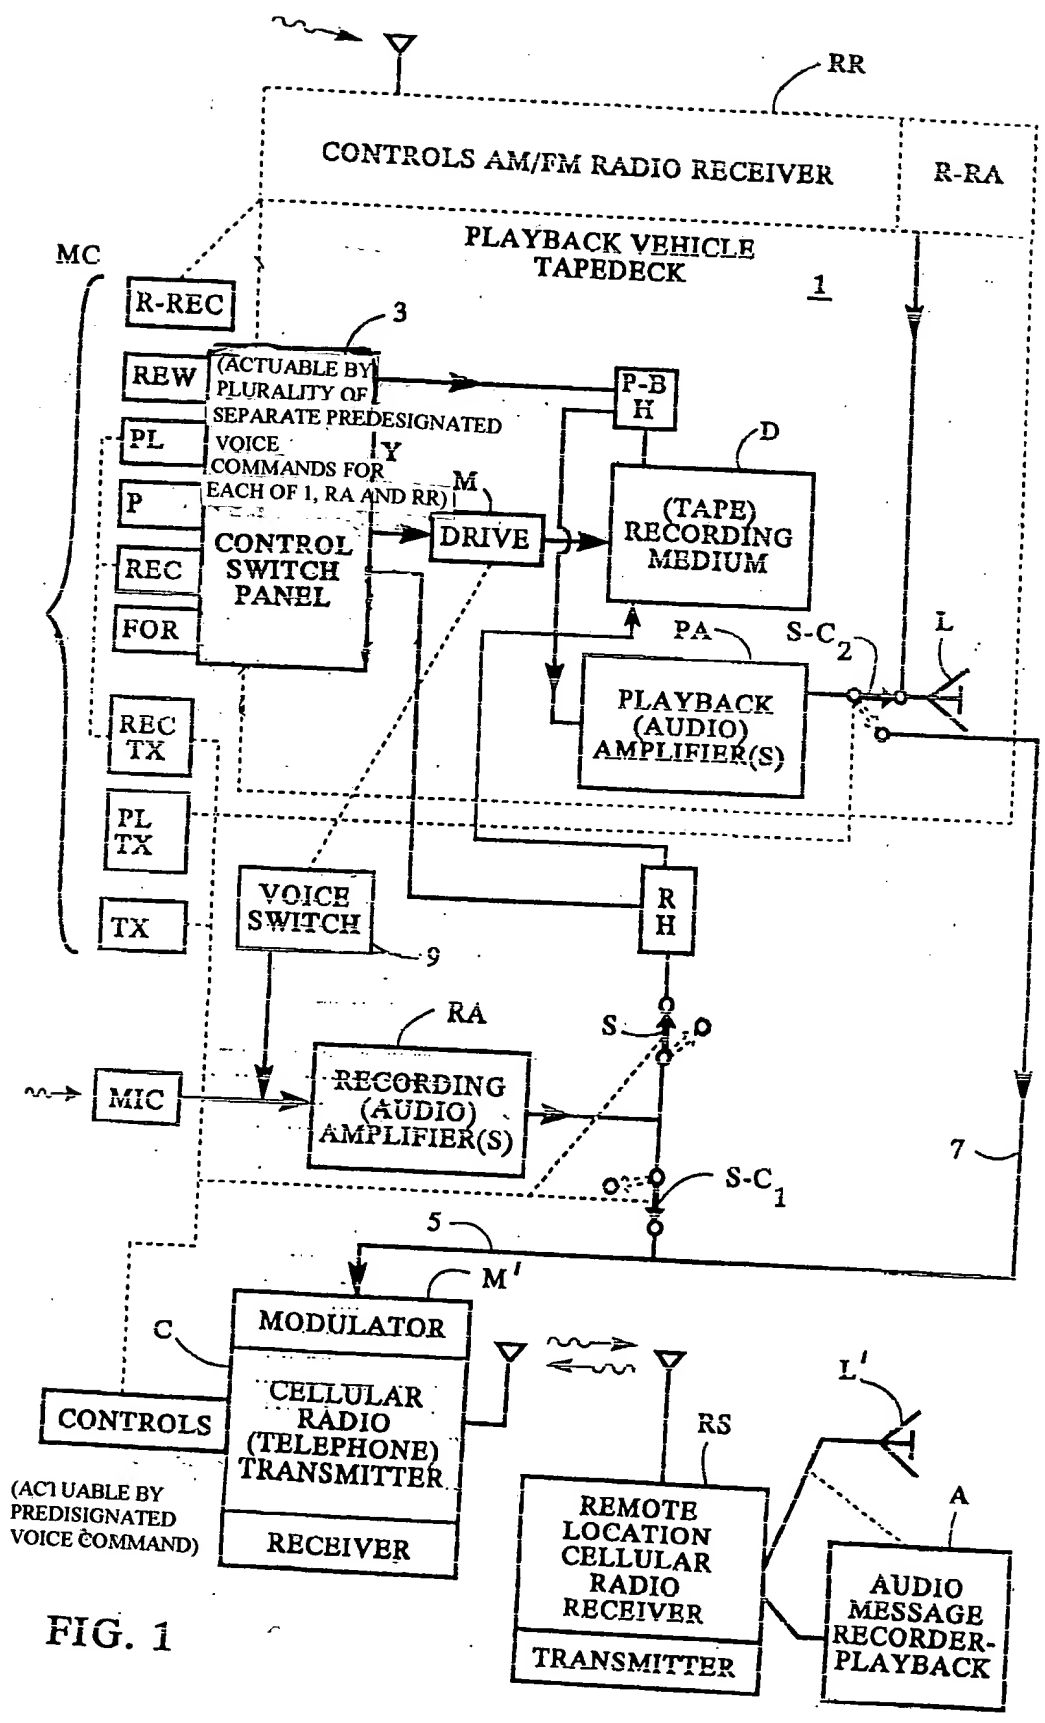 RR
CONTROLS AM/FM RADIO RECEIVER
R-RA
PLAYBACK VEHICLE
TAPEDECK
1
MC
R-REC
3
REW
(ACTUABLE BY
PLURALITY OF
SEPARATE PREDESIGNATED
VOICE
COMMANDS FOR
EACH OF 1, RA AND RR)
P-B
H
PL
Y
D
M
P
(TAPE)
RECORDING
MEDIUM
DRIVE
CONTROL
SWITCH
PANEL
REC
FOR
PA
S-C2
L
PLAYBACK
(AUDIO)
AMPLIFIER(S)
REC
TX
PL
TX
VOICE
SWITCH
R
H
TX
9
RA
S
MIC
RECORDING
(AUDIO)
AMPLIFIER(S)
7
S-C1
5
M'
MODULATOR
C
CELLULAR
RADIO
(TELEPHONE)
TRANSMITTER
L'
CONTROLS
RS
(ACTUABLE BY
PREDISIGNATED
VOICE COMMAND)
RECEIVER
REMOTE
LOCATION
CELLULAR
RADIO
RECEIVER
A
AUDIO
MESSAGE
RECORDER-
PLAYBACK
TRANSMITTER
FIG. 1